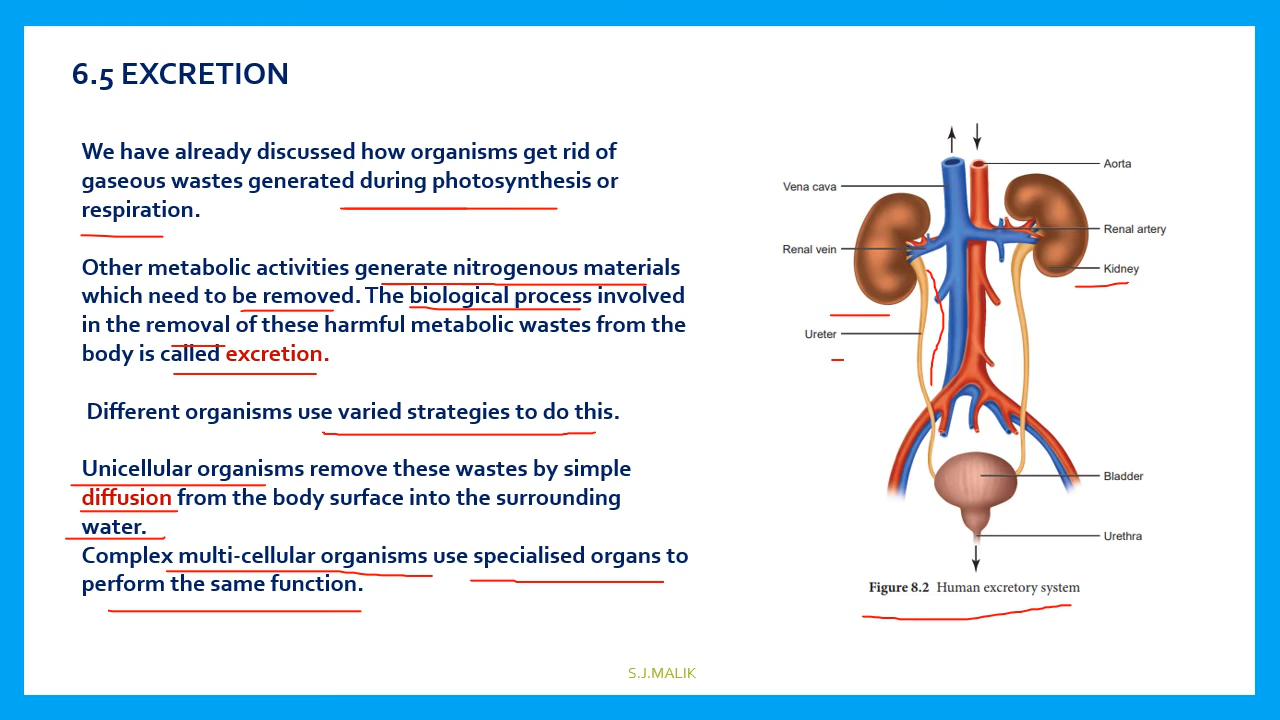 6.5 EXCRETION
We have already discussed how organisms get rid of
gaseous wastes generated during photosynthesis or
respiration.
Other metabolic activities generate nitrogenous materials
which need to be removed. The biological process involved
in the removal of these harmful metabolic wastes from the
body is called excretion.
Different organisms use varied strategies to do this.
Unicellular organisms remove these wastes by simple
diffusion from the body surface into the surrounding
water.
Complex multi-cellular organisms use specialised organs to
perform the same function.
Aorta
Vena cava
Renal artery
Renal vein
Kidney
Ureter
Bladder
Urethra
Figure 8.2 Human excretory system
S.J.MALIK